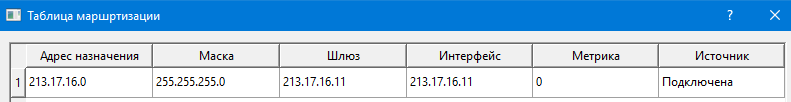 Таблица маршртизации
Адрес назначения Маска Шлюз Интерфейс Метрика Источник
1 213.17.16.0 255.255.255.0 213.17.16.11 213.17.16.11 0 Подключена